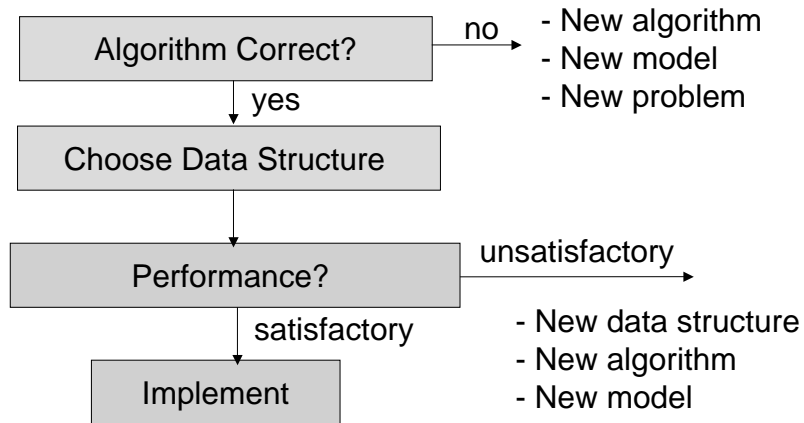 Algorithm Correct?
no
- New algorithm
- New model
- New problem
yes
Choose Data Structure
Performance?
unsatisfactory
satisfactory
- New data structure
- New algorithm
- New model
Implement